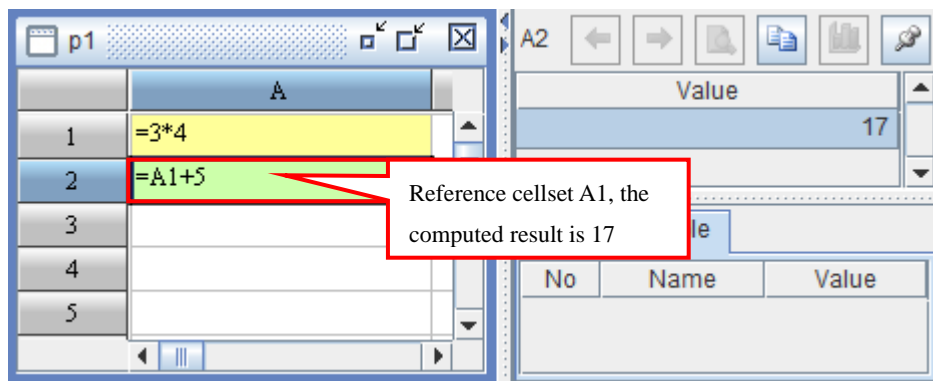 p1
A
1 =3*4
2 =A1+5
3
4
5
Reference cellset A1, the
computed result is 17
A2
Value
17
le
No Name Value